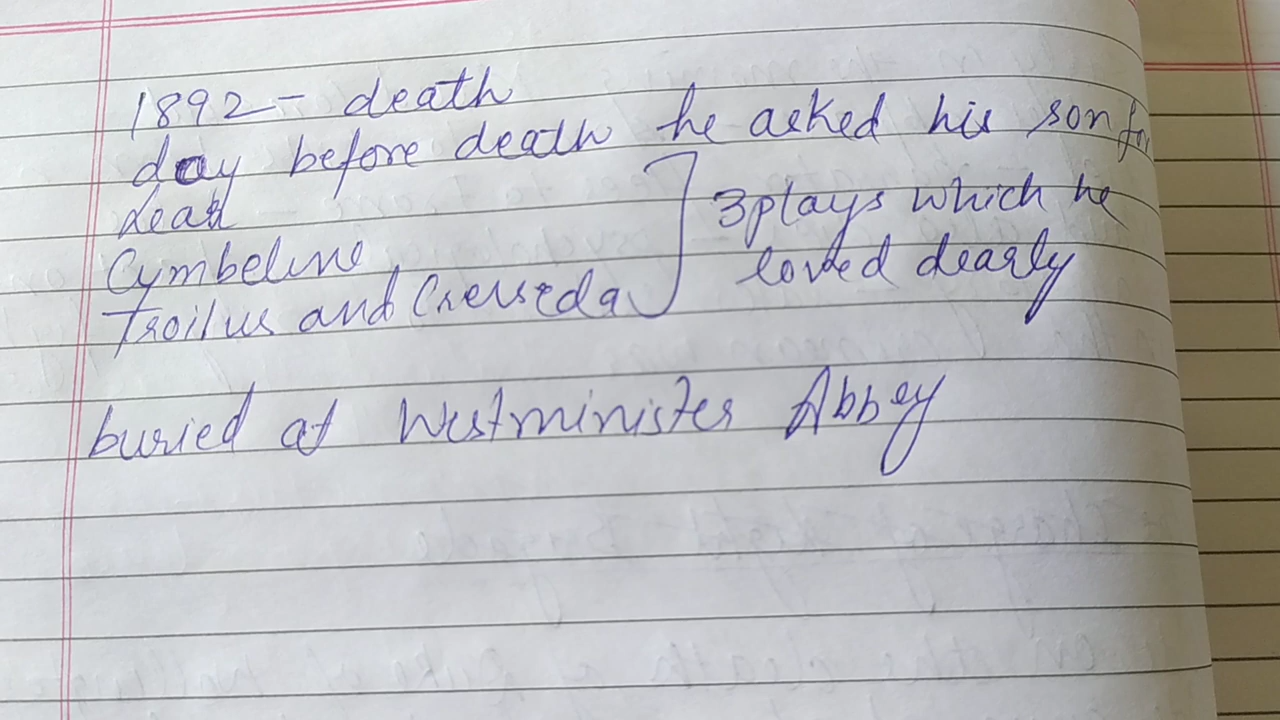 1892 - death
day before death he asked his son for
Lear
Cymbeline
Troilus and Cresseda
3 plays which he
loved dearly
buried at Westminister Abbey